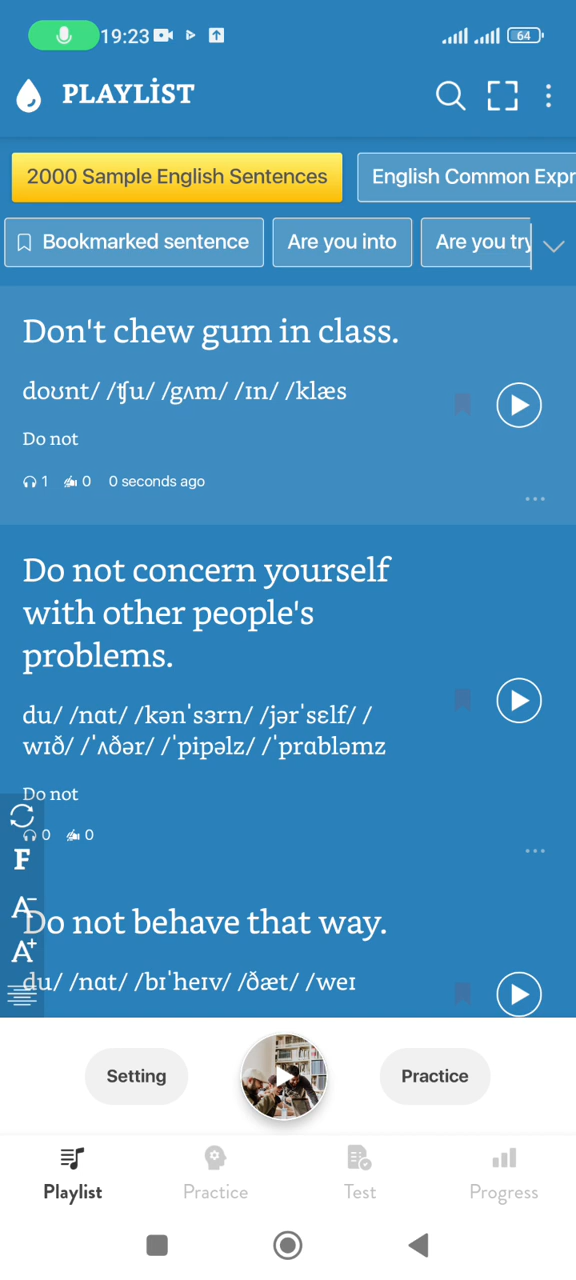 19:23
64
PLAYLİST
2000 Sample English Sentences
English Common Expr
Bookmarked sentence
Are you into
Are you try
Don't chew gum in class.
doʊnt/ /ʧu/ /gʌm/ /ɪn/ /klæs
Do not
1
0
0 seconds ago
Do not concern yourself
with other people's
problems.
du/ /nɑt/ /kənˈsɜrn/ /jərˈsɛlf/ /
wɪð/ /ˈʌðər/ /ˈpipəlz/ /ˈprɑbləmz
Do not
0
0
F
A-
Do not behave that way.
A+
du/ /nɑt/ /bɪˈheɪv/ /ðæt/ /weɪ
Setting
Practice
Playlist
Practice
Test
Progress